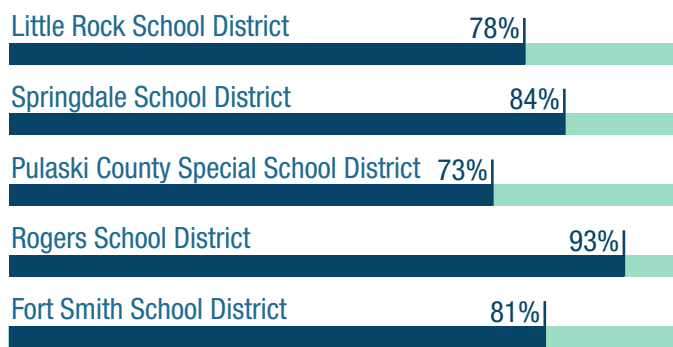 Little Rock School District 78%
Springdale School District 84%
Pulaski County Special School District 73%
Rogers School District 93%
Fort Smith School District 81%